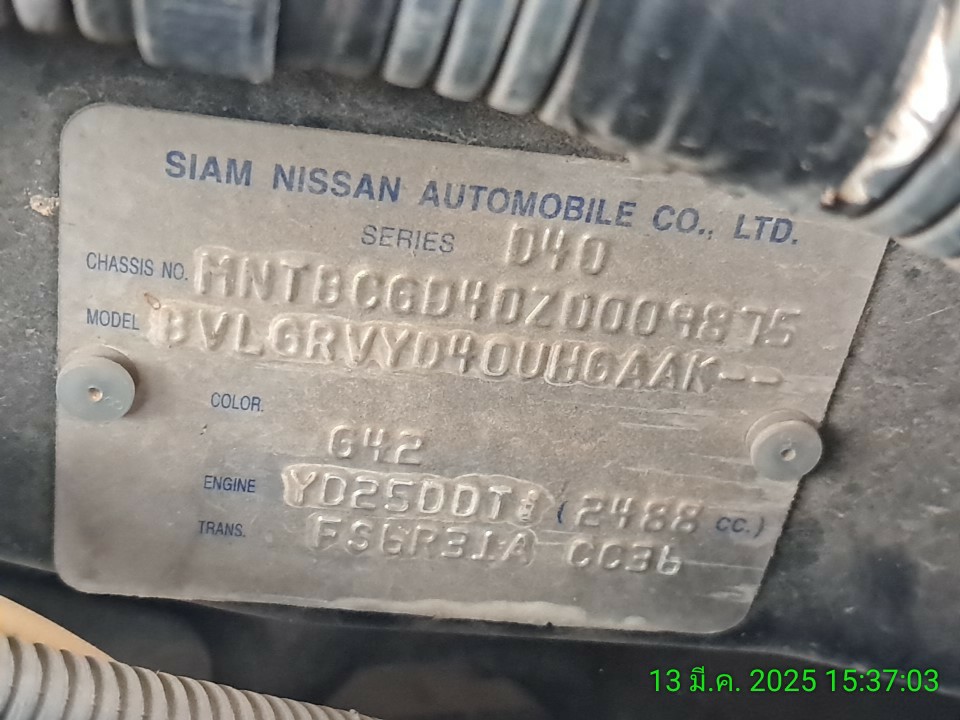 SIAM NISSAN AUTOMOBILE CO., LTD.
SERIES D40
CHASSIS NO. MNTBCGD40Z0009875
MODEL BVLGRVYD40UHGAAK--
COLOR.
G42
ENGINE YD25DDTi (2488 CC.)
TRANS. FS6R31A CC36
13 มี.ค. 2025 15:37:03